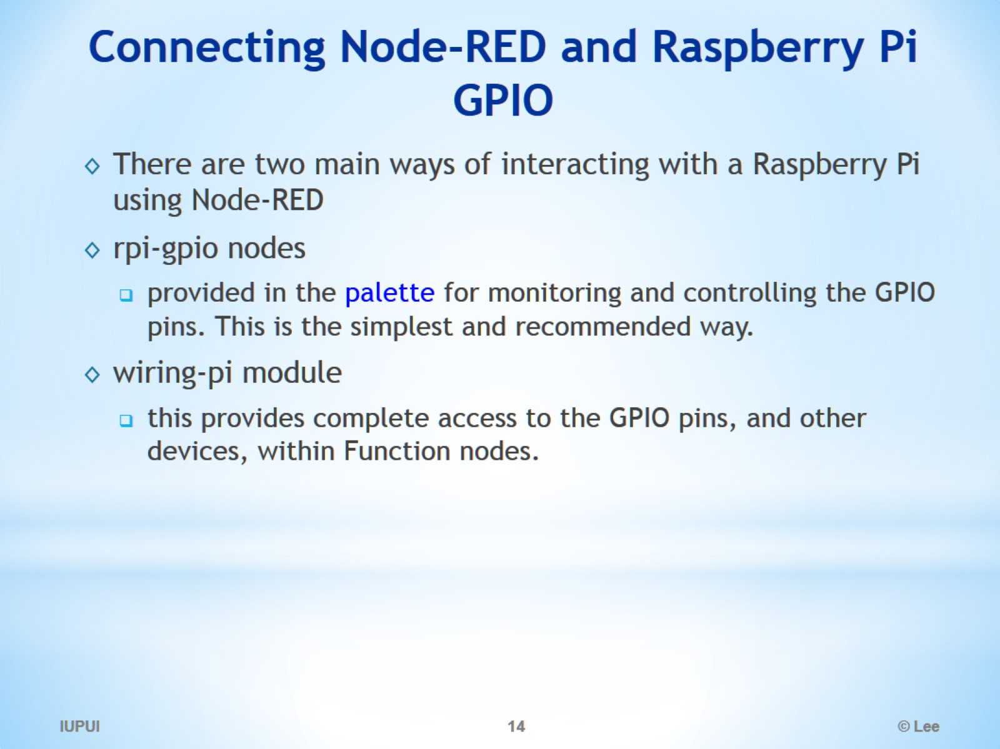 Connecting Node-RED and Raspberry Pi
GPIO
There are two main ways of interacting with a Raspberry Pi
using Node-RED
rpi-gpio nodes
provided in the palette for monitoring and controlling the GPIO
pins. This is the simplest and recommended way.
wiring-pi module
this provides complete access to the GPIO pins, and other
devices, within Function nodes.
IUPUI
14
© Lee